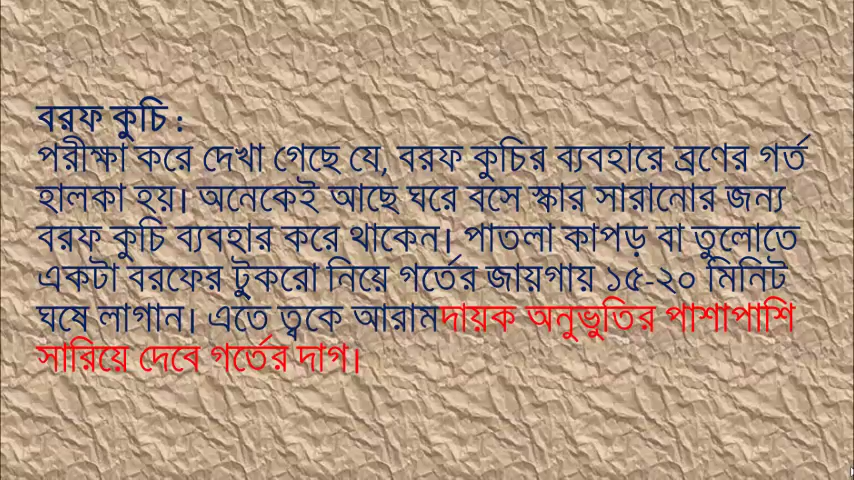 বরফ কুচি :
পরীক্ষা করে দেখা গেছে যে, বরফ কুচির ব্যবহারে ব্রণের গর্ত
হালকা হয়। অনেকেই আছে ঘরে বসে স্কার সারানোর জন্য
বরফ কুচি ব্যবহার করে থাকেন। পাতলা কাপড় বা তুলোতে
একটা বরফের টুকরো নিয়ে গর্তের জায়গায় ১৫-২০ মিনিট
ঘষে লাগান। এতে ত্বকে আরামদায়ক অনুভুতির পাশাপাশি
সারিয়ে দেবে গর্তের দাগ।